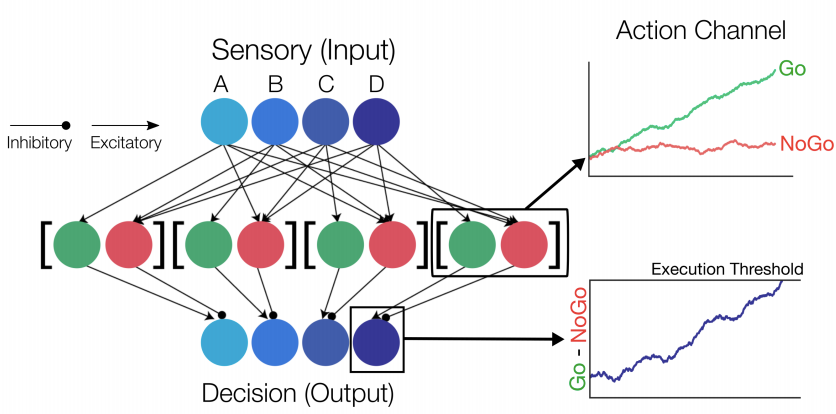 Sensory (Input)
A B C D
Inhibitory
Excitatory
Action Channel
Go
NoGo
[ ] [ ] [ ] [ ]
Execution Threshold
Go - NoGo
Decision (Output)